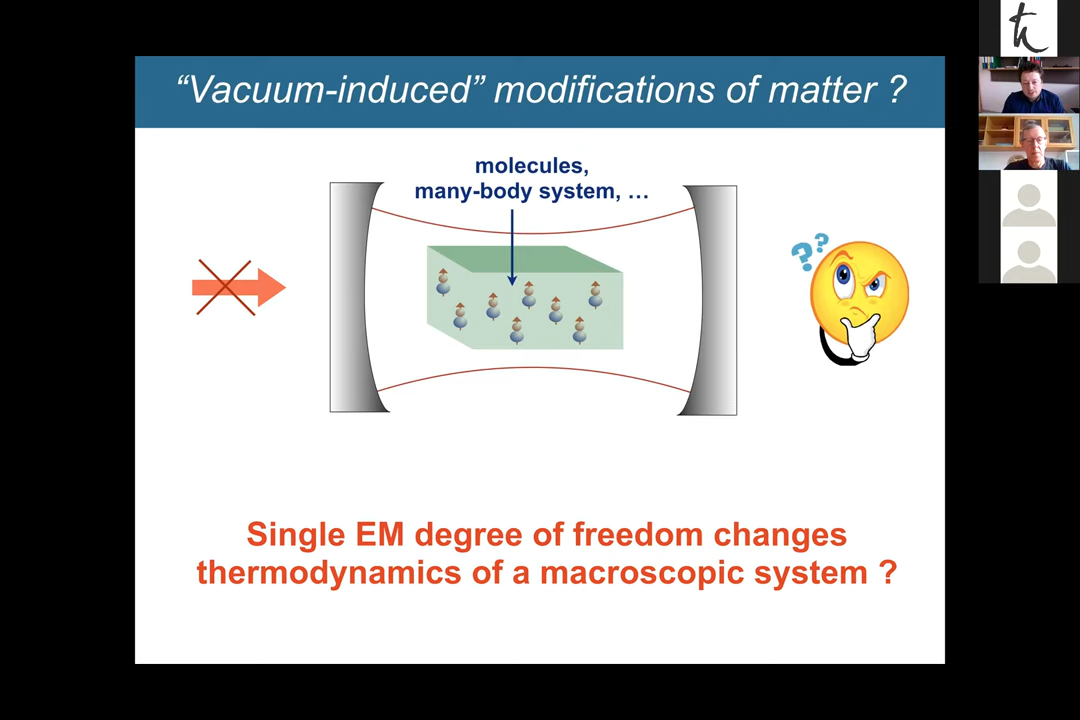 “Vacuum-induced” modifications of matter ?
molecules,
many-body system, …
? ?
Single EM degree of freedom changes
thermodynamics of a macroscopic system ?